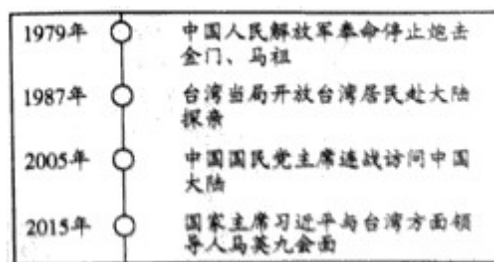 1979年 中国人民解放军奉命停止炮击
金门、马祖
1987年 台湾当局开放台湾居民赴大陆
探亲
2005年 中国国民党主席连战访问中国
大陆
2015年 国家主席习近平与台湾方面领
导人马英九会面